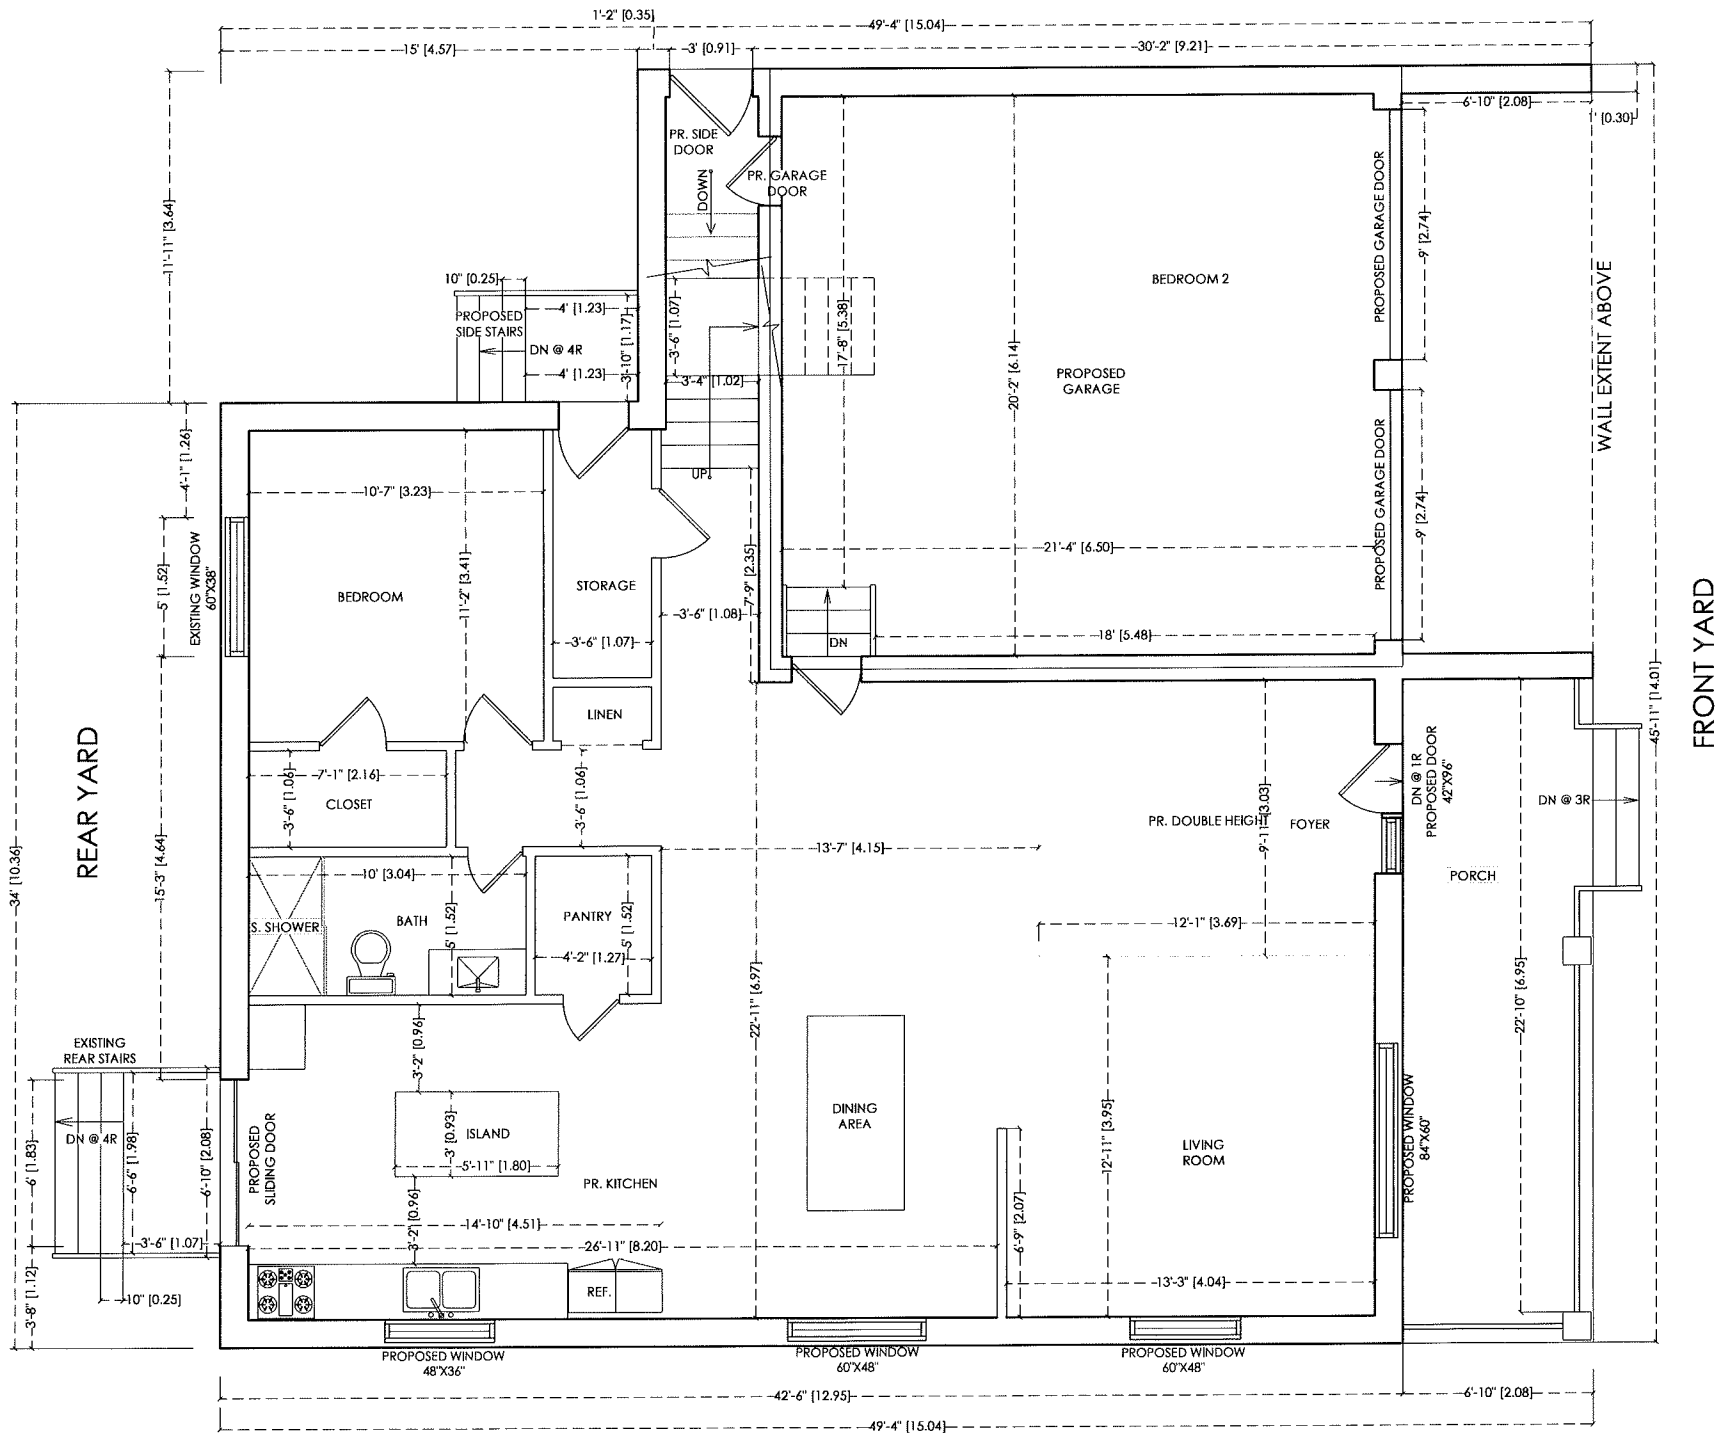 1'-2" [0.35]
49'-4" [15.04]
15' [4.57]
3' [0.91]
30'-2" [9.21]
6'-10" [2.08]
1' [0.30]
PR. SIDE
DOOR
PR. GARAGE
DOOR
DOWN
11'-11" [3.64]
PROPOSED GARAGE DOOR
9' [2.74]
BEDROOM 2
10" [0.25]
4' [1.23]
PROPOSED
SIDE STAIRS
DN @ 4R
4' [1.23]
3'-10" [1.17]
3'-6" [1.07]
3'-4" [1.02]
17'-8" [5.38]
20'-2" [6.14]
PROPOSED
GARAGE
WALL EXTENT ABOVE
4'-1" [1.26]
UP
10'-7" [3.23]
11'-2" [3.41]
5' [1.52]
EXISTING WINDOW
60"X38"
BEDROOM
STORAGE
3'-6" [1.07]
3'-6" [1.08]
7'-9" [2.35]
21'-4" [6.50]
PROPOSED GARAGE DOOR
9' [2.74]
DN
18' [5.48]
45'-11" [14.01]
FRONT YARD
LINEN
REAR YARD
34' [10.36]
15'-3" [4.64]
3'-6" [1.06]
7'-1" [2.16]
CLOSET
3'-6" [1.06]
13'-7" [4.15]
PR. DOUBLE HEIGHT
FOYER
9'-11" [3.03]
DN @ 1R
PROPOSED DOOR
42"X96"
DN @ 3R
PORCH
10' [3.04]
S. SHOWER
BATH
5' [1.52]
PANTRY
4'-2" [1.27]
5' [1.52]
12'-1" [3.69]
22'-11" [6.97]
22'-10" [6.95]
EXISTING
REAR STAIRS
3'-2" [0.96]
DN @ 4R
6' [1.83]
6'-6" [1.98]
6'-10" [2.08]
PROPOSED
SLIDING DOOR
ISLAND
3' [0.93]
5'-11" [1.80]
PR. KITCHEN
DINING
AREA
12'-11" [3.95]
LIVING
ROOM
PROPOSED WINDOW
84"X60"
14'-10" [4.51]
3'-2" [0.96]
26'-11" [8.20]
6'-9" [2.07]
3'-6" [1.07]
10" [0.25]
3'-8" [1.12]
REF.
13'-3" [4.04]
PROPOSED WINDOW
48"X36"
PROPOSED WINDOW
60"X48"
PROPOSED WINDOW
60"X48"
42'-6" [12.95]
6'-10" [2.08]
49'-4" [15.04]